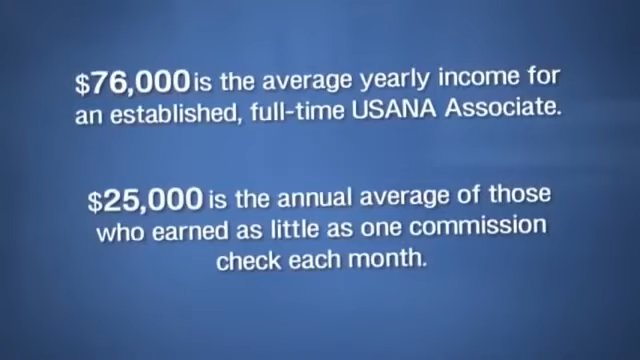 $76,000 is the average yearly income for
an established, full-time USANA Associate.
$25,000 is the annual average of those
who earned as little as one commission
check each month.